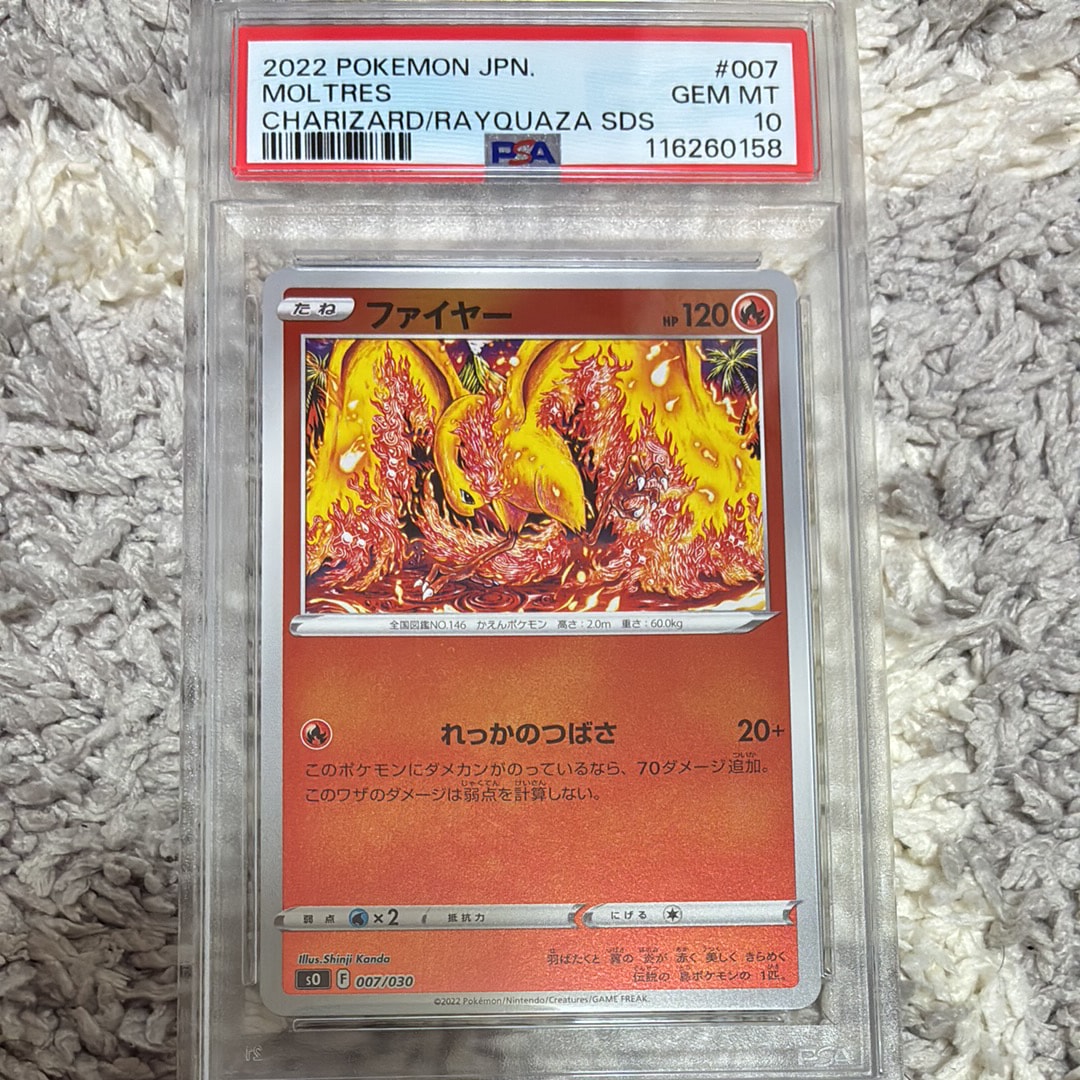 2022 POKEMON JPN. #007
MOLTRES GEM MT
CHARIZARD/RAYQUAZA SDS 10
PSA 116260158
たね ファイヤー HP 120
全国図鑑NO.146 かえんポケモン 高さ:2.0m 重さ:60.0kg
れっかのつばさ 20+
このポケモンにダメカンがのっているなら、70ダメージ追加。
このワザのダメージは弱点を計算しない。
弱点 ×2 抵抗力 にげる
Illus.Shinji Kanda
羽ばたくと 翼の 炎が 赤く 美しく きらめく
伝説の 鳥ポケモンの 1匹。
sO F 007/030
©2022 Pokémon/Nintendo/Creatures/GAME FREAK.
PSA